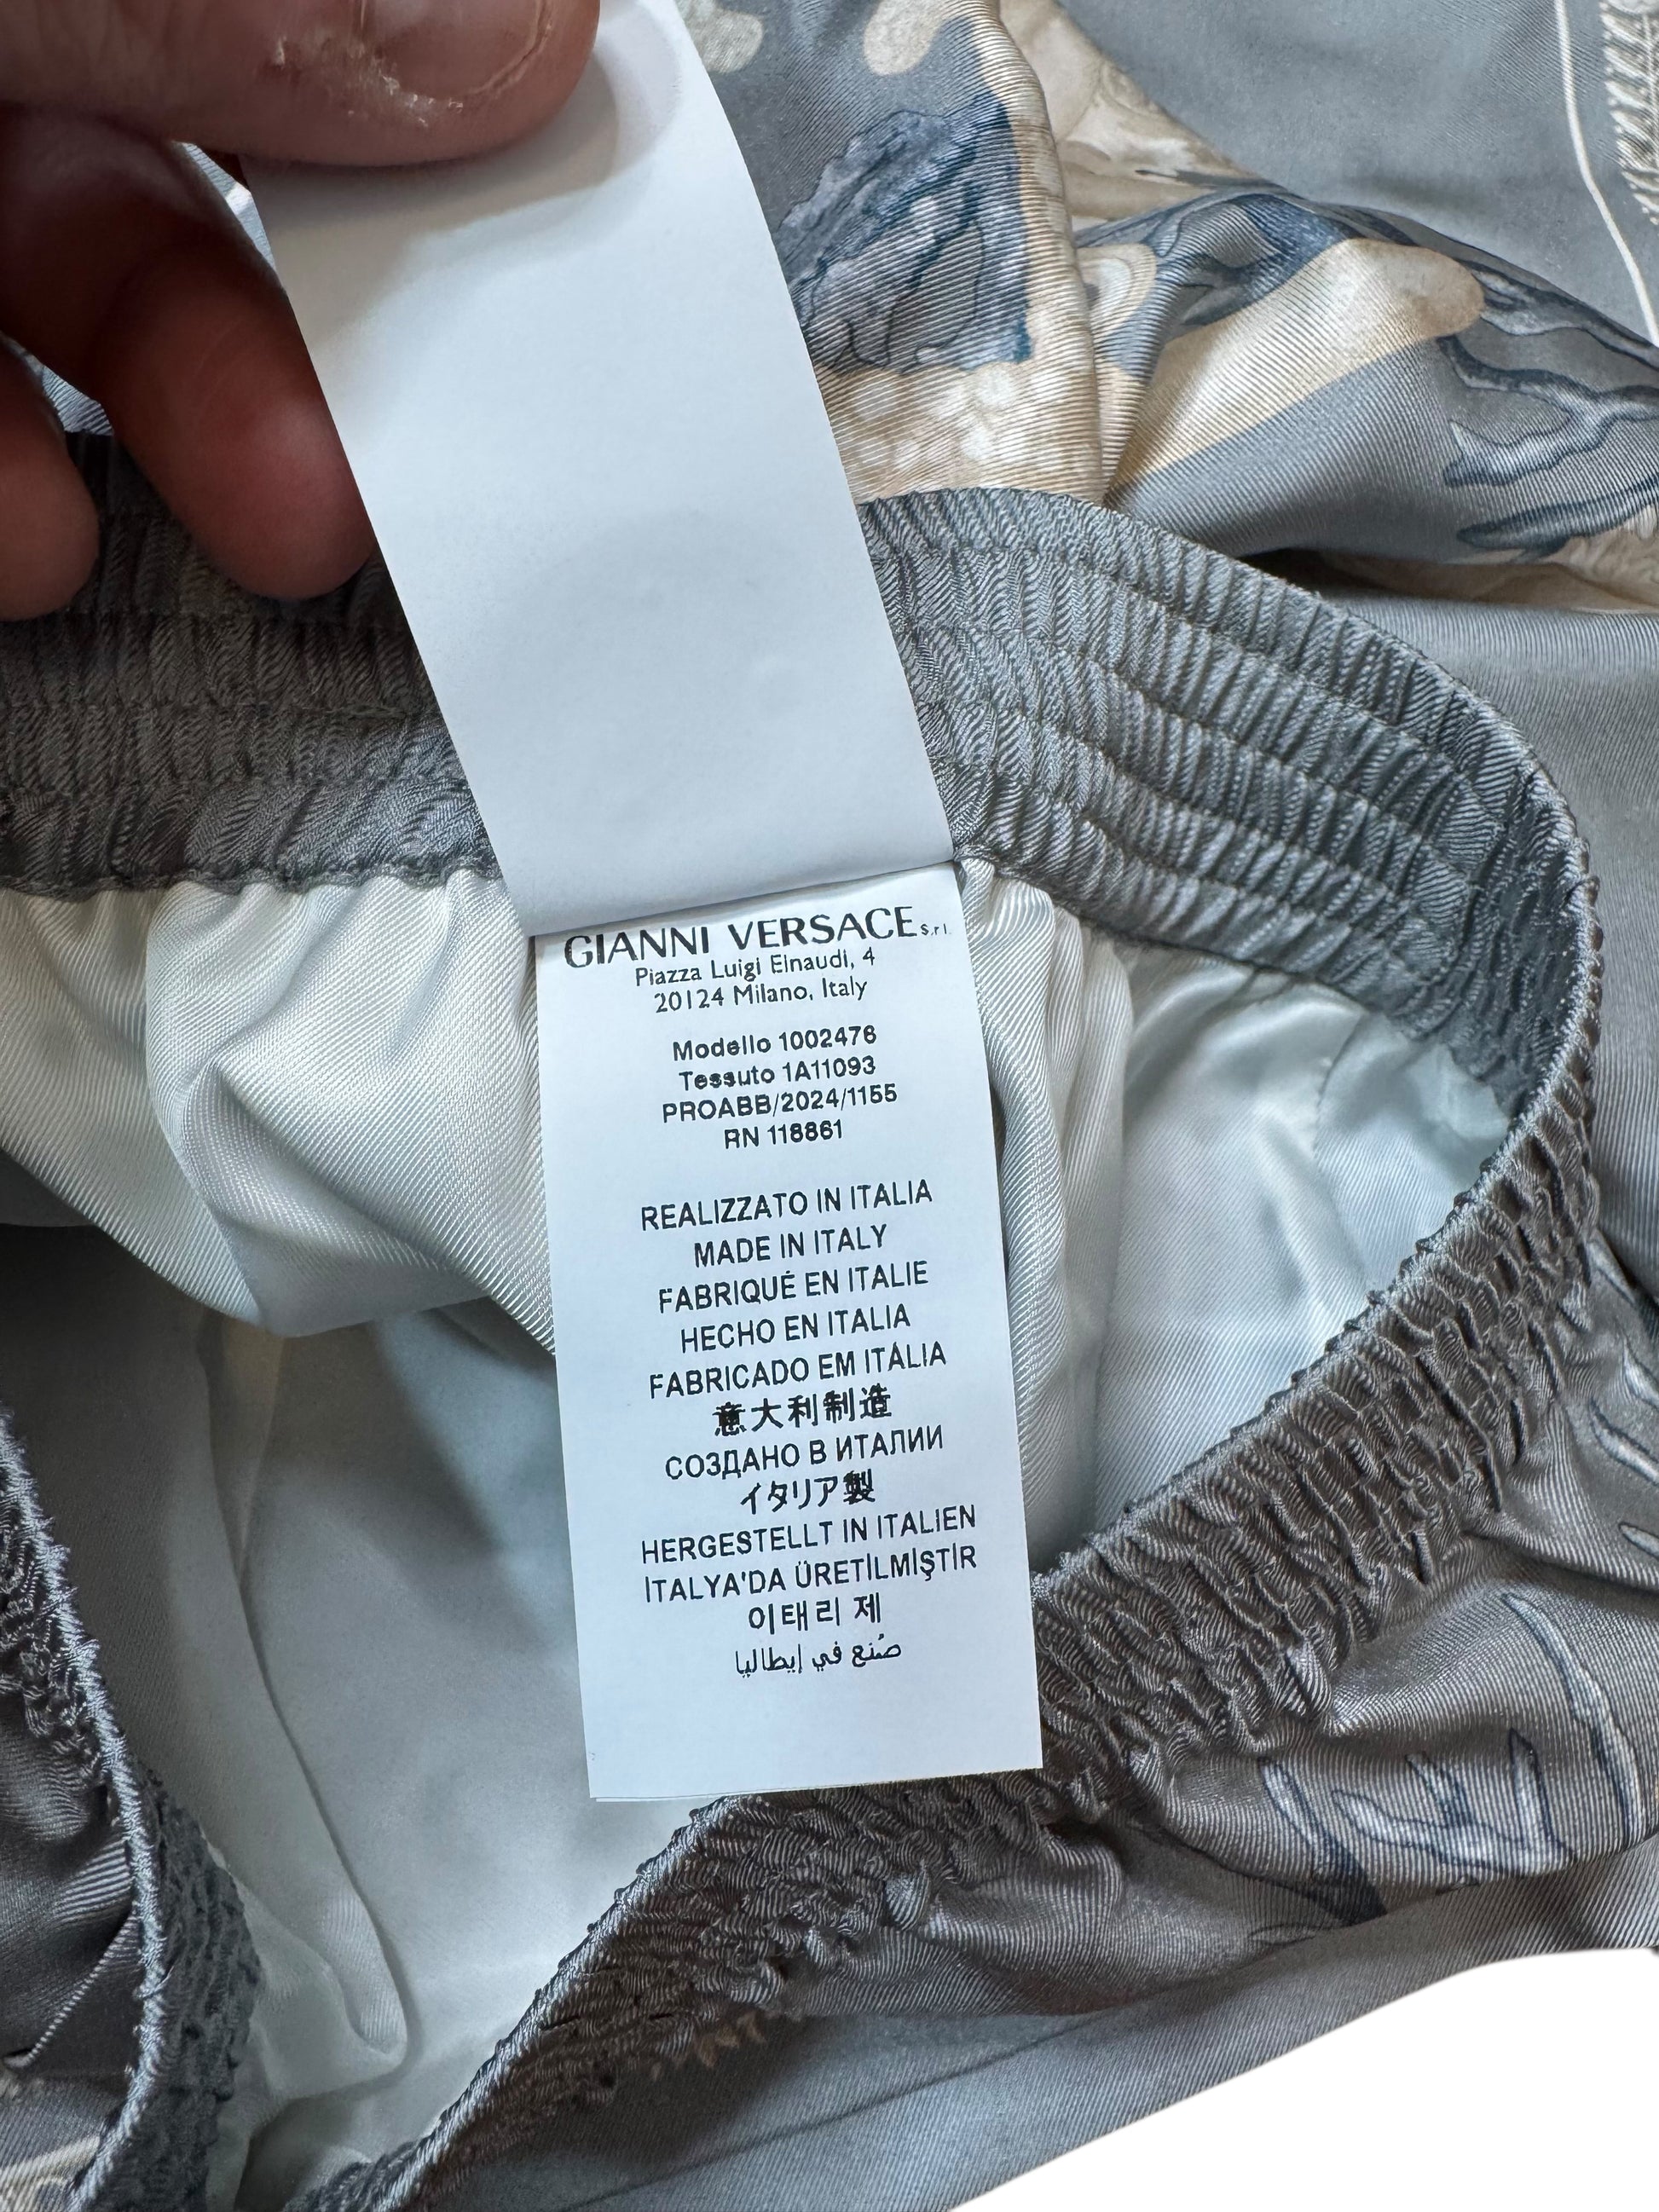 GIANNI VERSACE S.r.l.
Piazza Luigi Einaudi, 4
20124 Milano, Italy
Modello 1002476
Tessuto 1A11093
PROABB/2024/1155
RN 118861
REALIZZATO IN ITALIA
MADE IN ITALY
FABRIQUÉ EN ITALIE
HECHO EN ITALIA
FABRICADO EM ITÁLIA
意大利制造
СОЗДАНО В ИТАЛИИ
イタリア製
HERGESTELLT IN ITALIEN
İTALYA'DA ÜRETİLMİŞTİR
이태리 제
صُنع في إيطاليا